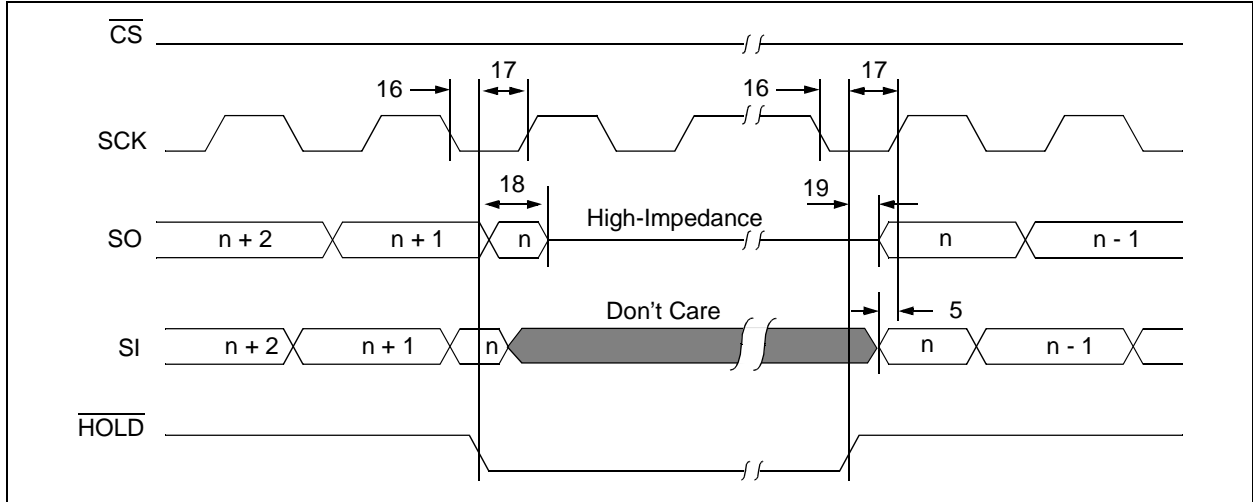 CS
16 17 16 17
SCK
18 19
High-Impedance
SO n + 2 n + 1 n n n - 1
Don't Care 5
SI n + 2 n + 1 n n n - 1
HOLD